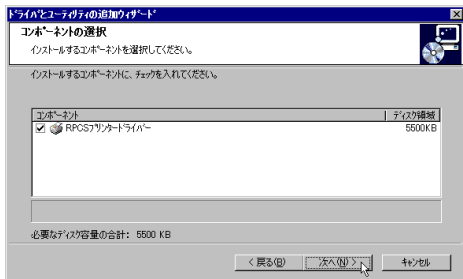 ﾄﾞﾗｲﾊﾞとﾕｰﾃｨﾘﾃｨの追加ｳｨｻﾞｰﾄﾞ
ｺﾝﾎﾟｰﾈﾝﾄの選択
ｲﾝｽﾄｰﾙするｺﾝﾎﾟｰﾈﾝﾄを選択してください。
ｲﾝｽﾄｰﾙするｺﾝﾎﾟｰﾈﾝﾄに、ﾁｪｯｸを入れてください。
ｺﾝﾎﾟｰﾈﾝﾄ ﾃﾞｨｽｸ領域
RPCSﾌﾟﾘﾝﾀｰﾄﾞﾗｲﾊﾞｰ 5500KB
必要なﾃﾞｨｽｸ容量の合計: 5500 KB
< 戻る(B) 次へ(N) > ｷｬﾝｾﾙ